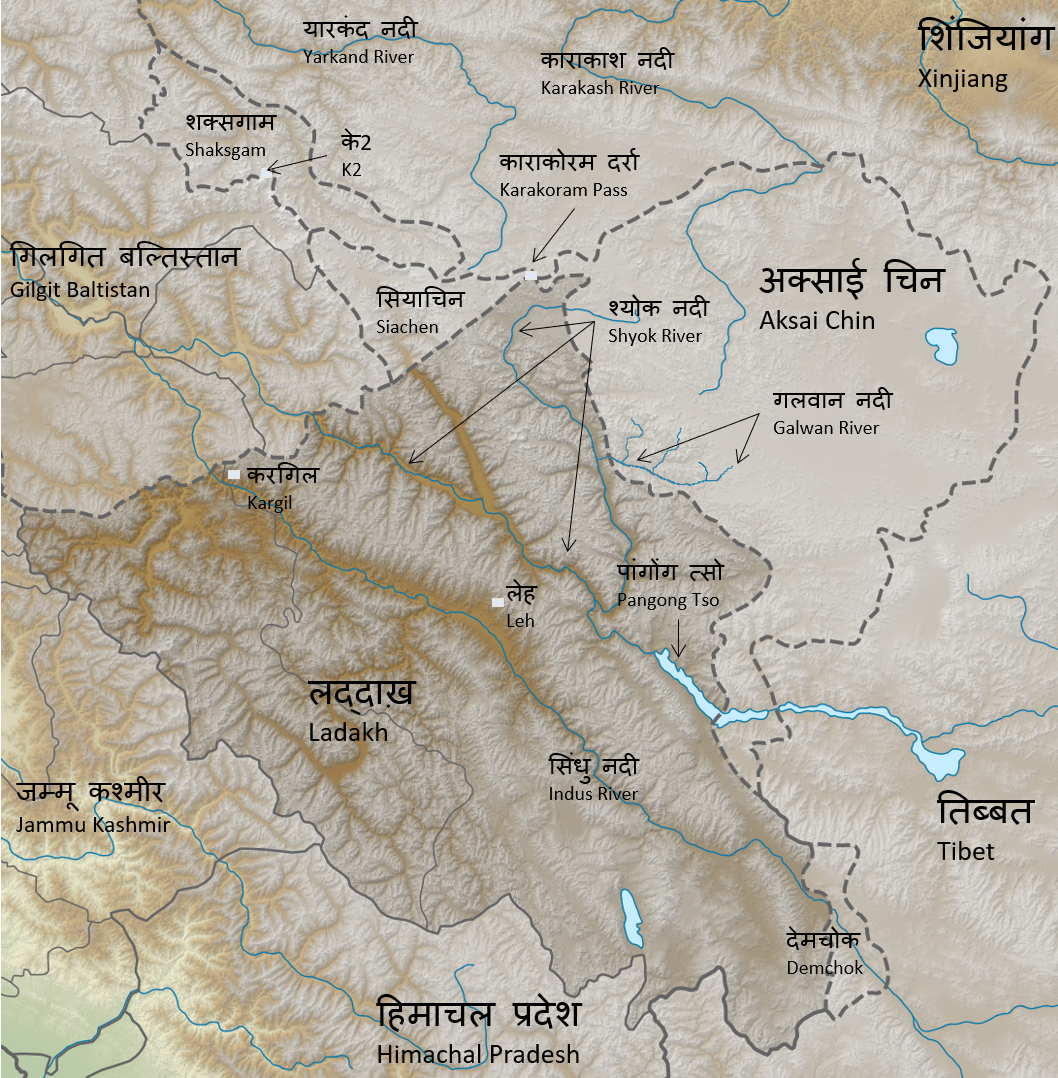 यारकंद नदी
Yarkand River
शिंजियांग
Xinjiang
काराकाश नदी
Karakash River
शक्सगाम
Shaksgam
के2
K2
काराकोरम दर्रा
Karakoram Pass
गिलगित बल्तिस्तान
Gilgit Baltistan
सियाचिन
Siachen
श्योक नदी
Shyok River
अक्साई चिन
Aksai Chin
गलवान नदी
Galwan River
करगिल
Kargil
लेह
Leh
पांगोंग त्सो
Pangong Tso
लद्दाख़
Ladakh
सिंधु नदी
Indus River
जम्मू कश्मीर
Jammu Kashmir
तिब्बत
Tibet
देमचोक
Demchok
हिमाचल प्रदेश
Himachal Pradesh